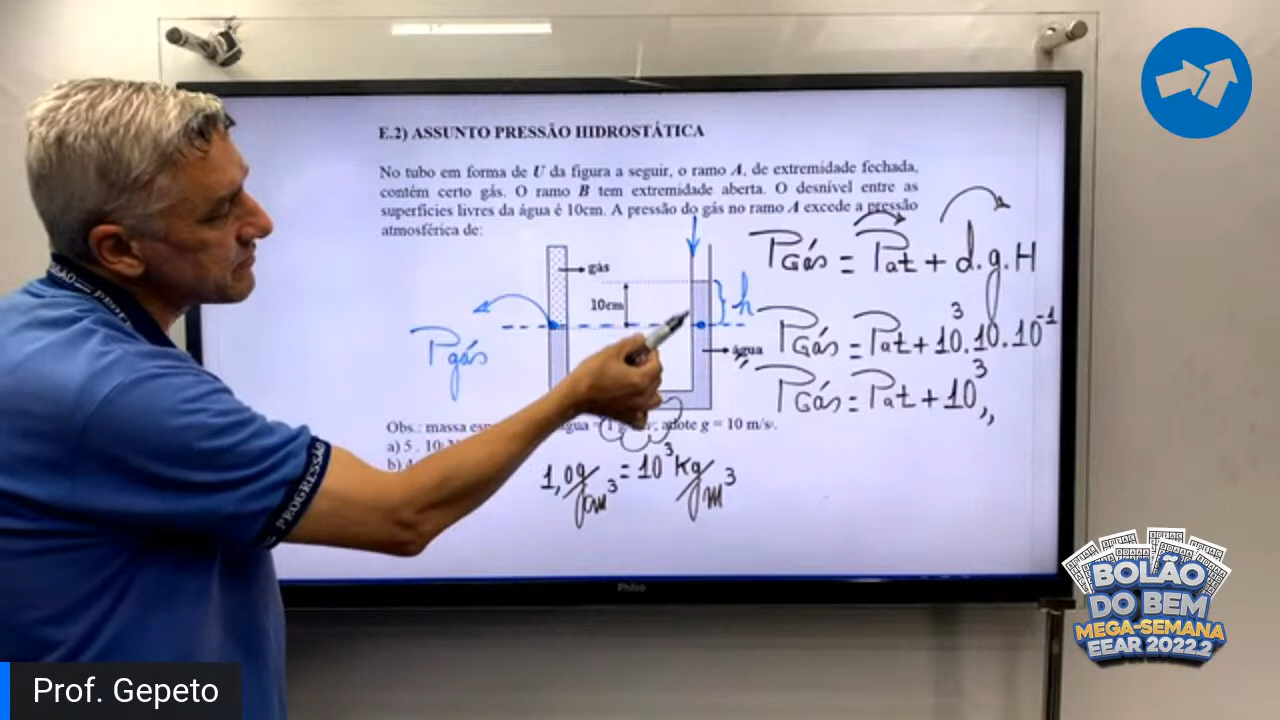 E.2) ASSUNTO PRESSÃO HIDROSTÁTICA
No tubo em forma de U da figura a seguir, o ramo A, de extremidade fechada,
contém certo gás. O ramo B tem extremidade aberta. O desnível entre as
superfícies livres da água é 10cm. A pressão do gás no ramo A excede a pressão
atmosférica de:
PGás = Pat + d.g.H
gás
10cm
h
PGás = Pat + 10³.10.10⁻¹
Pgás
água
PGás = Pat + 10³,,
Obs.: massa adote g = 10 m/s².
a) 5 . 10
b)
1,0g/cm³ = 10³ kg/m³
PROGRESSÃO
Philco
BOLÃO
DO BEM
MEGA-SEMANA
EEAR 2022.2
Prof. Gepeto